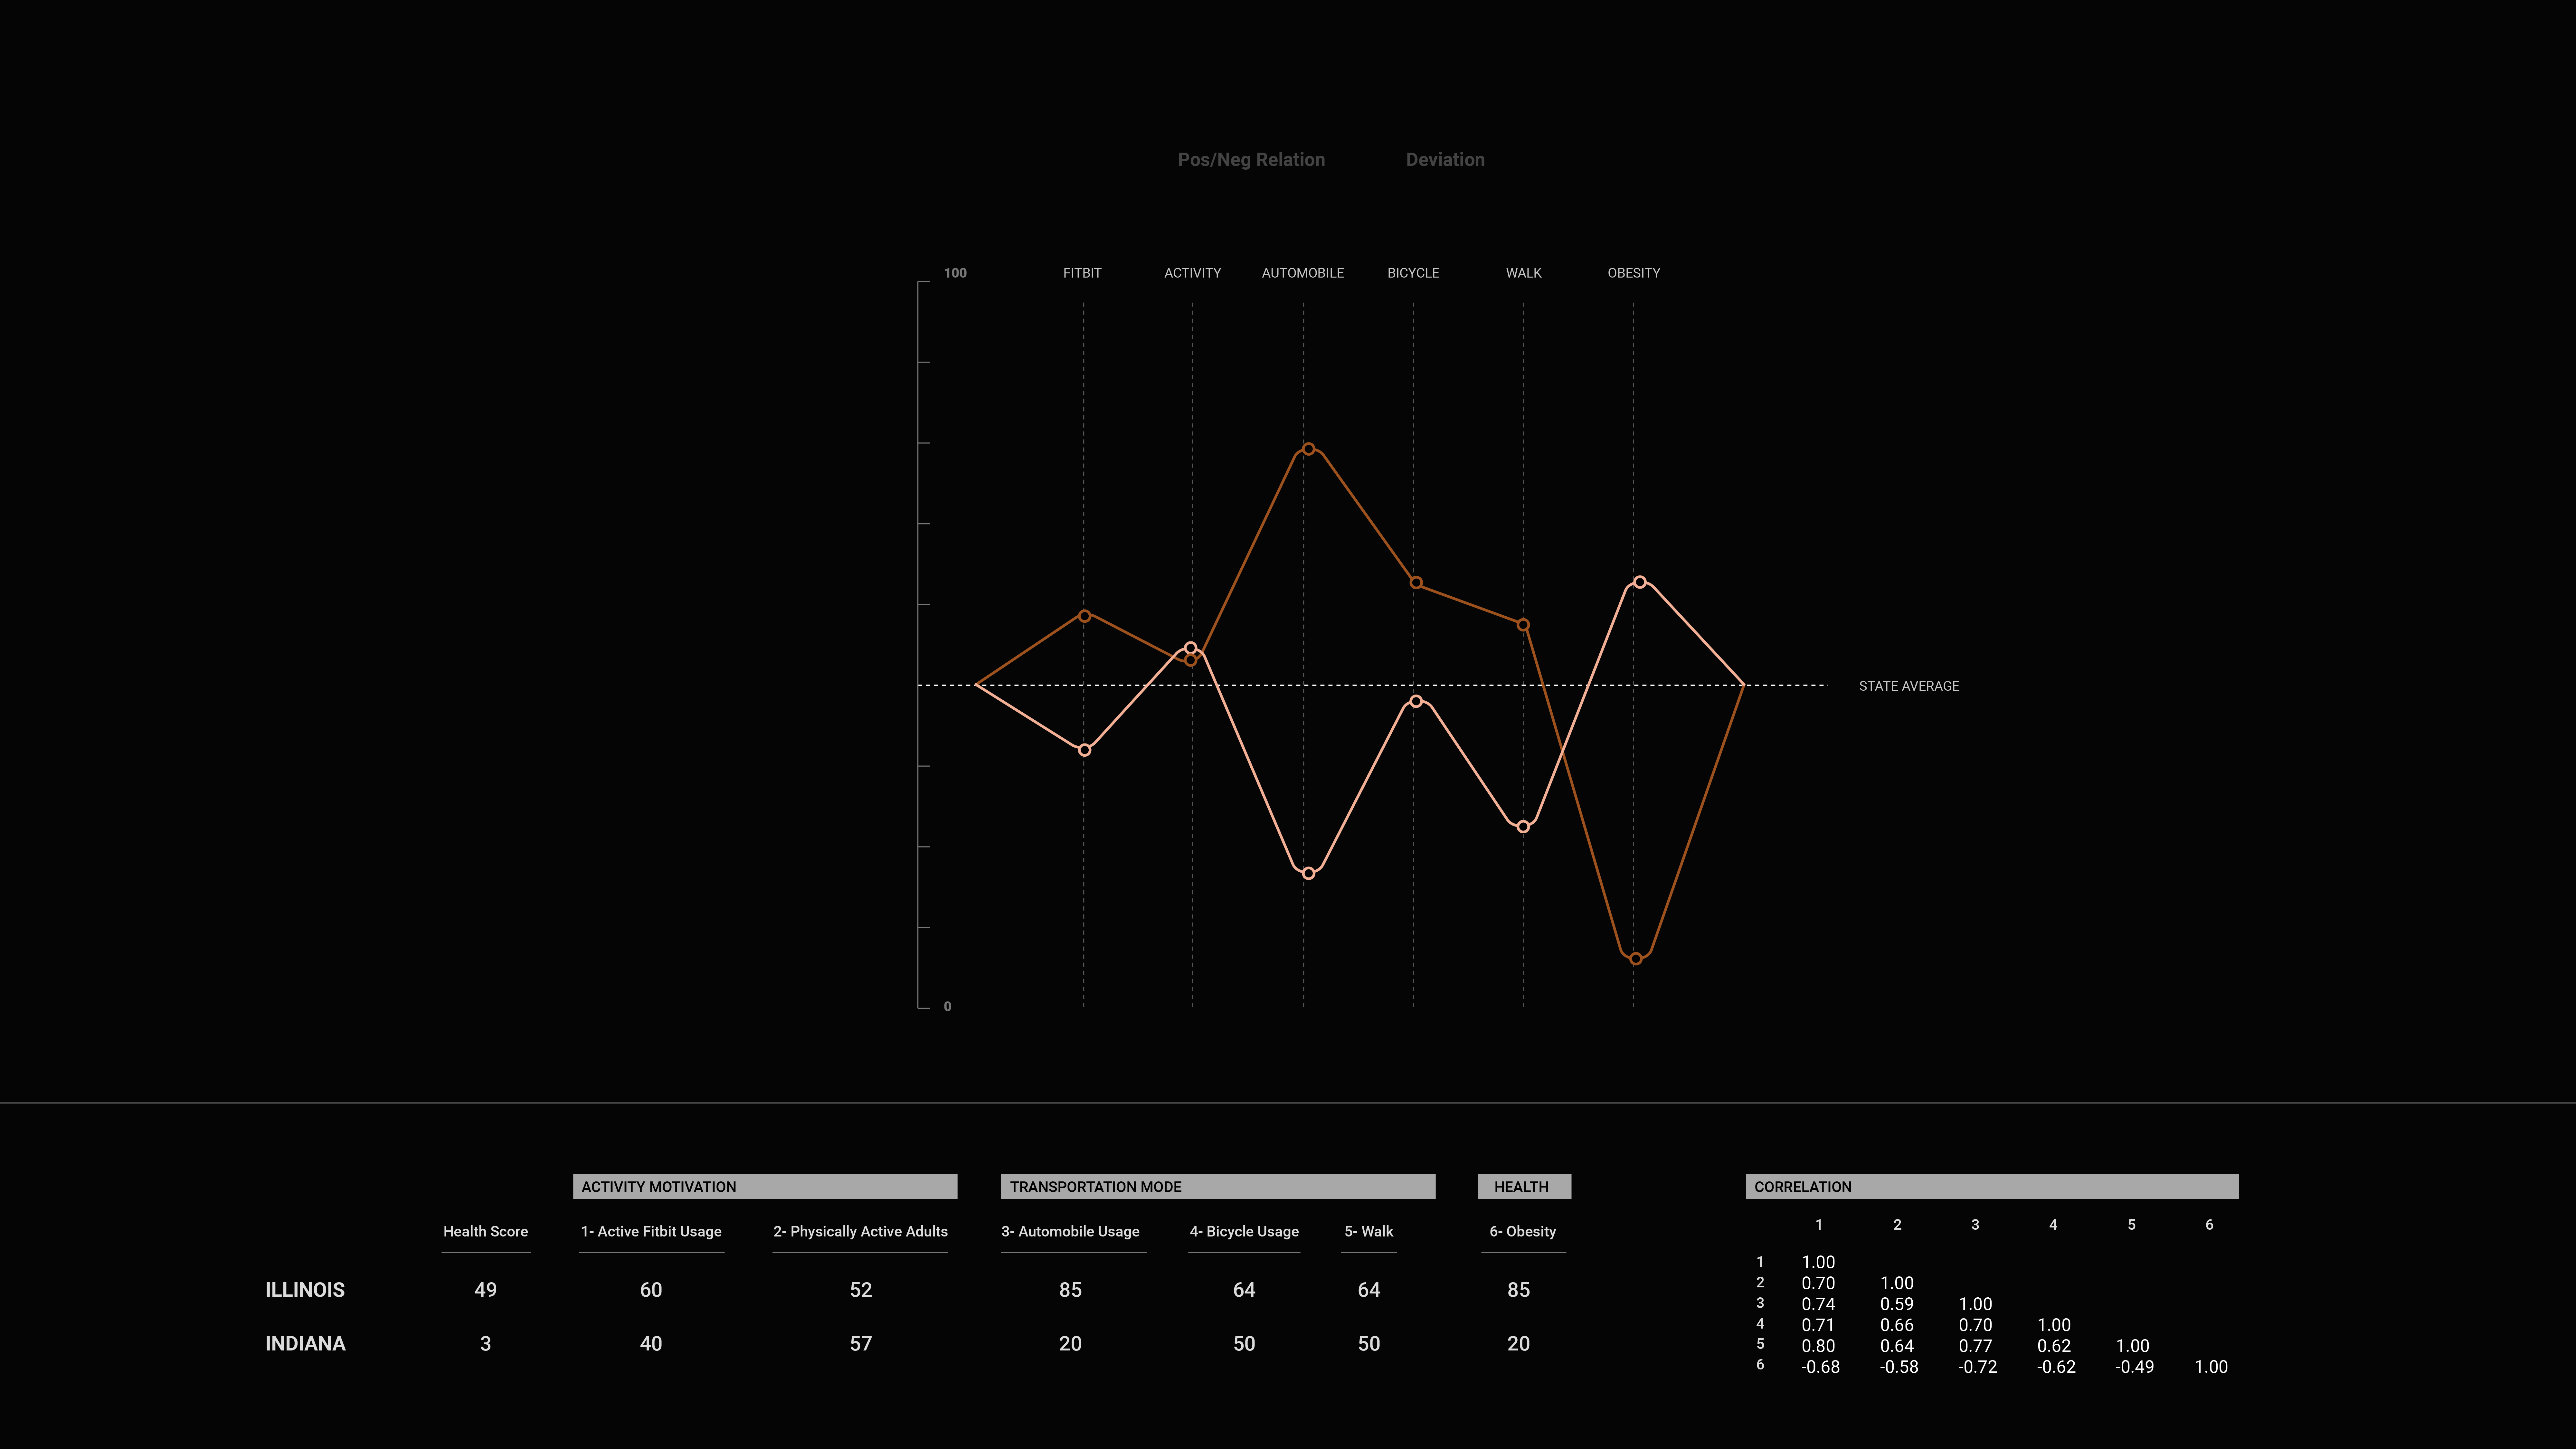 Pos/Neg Relation Deviation
100 FITBIT ACTIVITY AUTOMOBILE BICYCLE WALK OBESITY
STATE AVERAGE
0
ACTIVITY MOTIVATION TRANSPORTATION MODE HEALTH CORRELATION
1 2 3 4 5 6
Health Score 1- Active Fitbit Usage 2- Physically Active Adults 3- Automobile Usage 4- Bicycle Usage 5- Walk 6- Obesity
1 1.00
2 0.70 1.00
ILLINOIS 49 60 52 85 64 64 85
3 0.74 0.59 1.00
4 0.71 0.66 0.70 1.00
INDIANA 3 40 57 20 50 50 20
5 0.80 0.64 0.77 0.62 1.00
6 -0.68 -0.58 -0.72 -0.62 -0.49 1.00